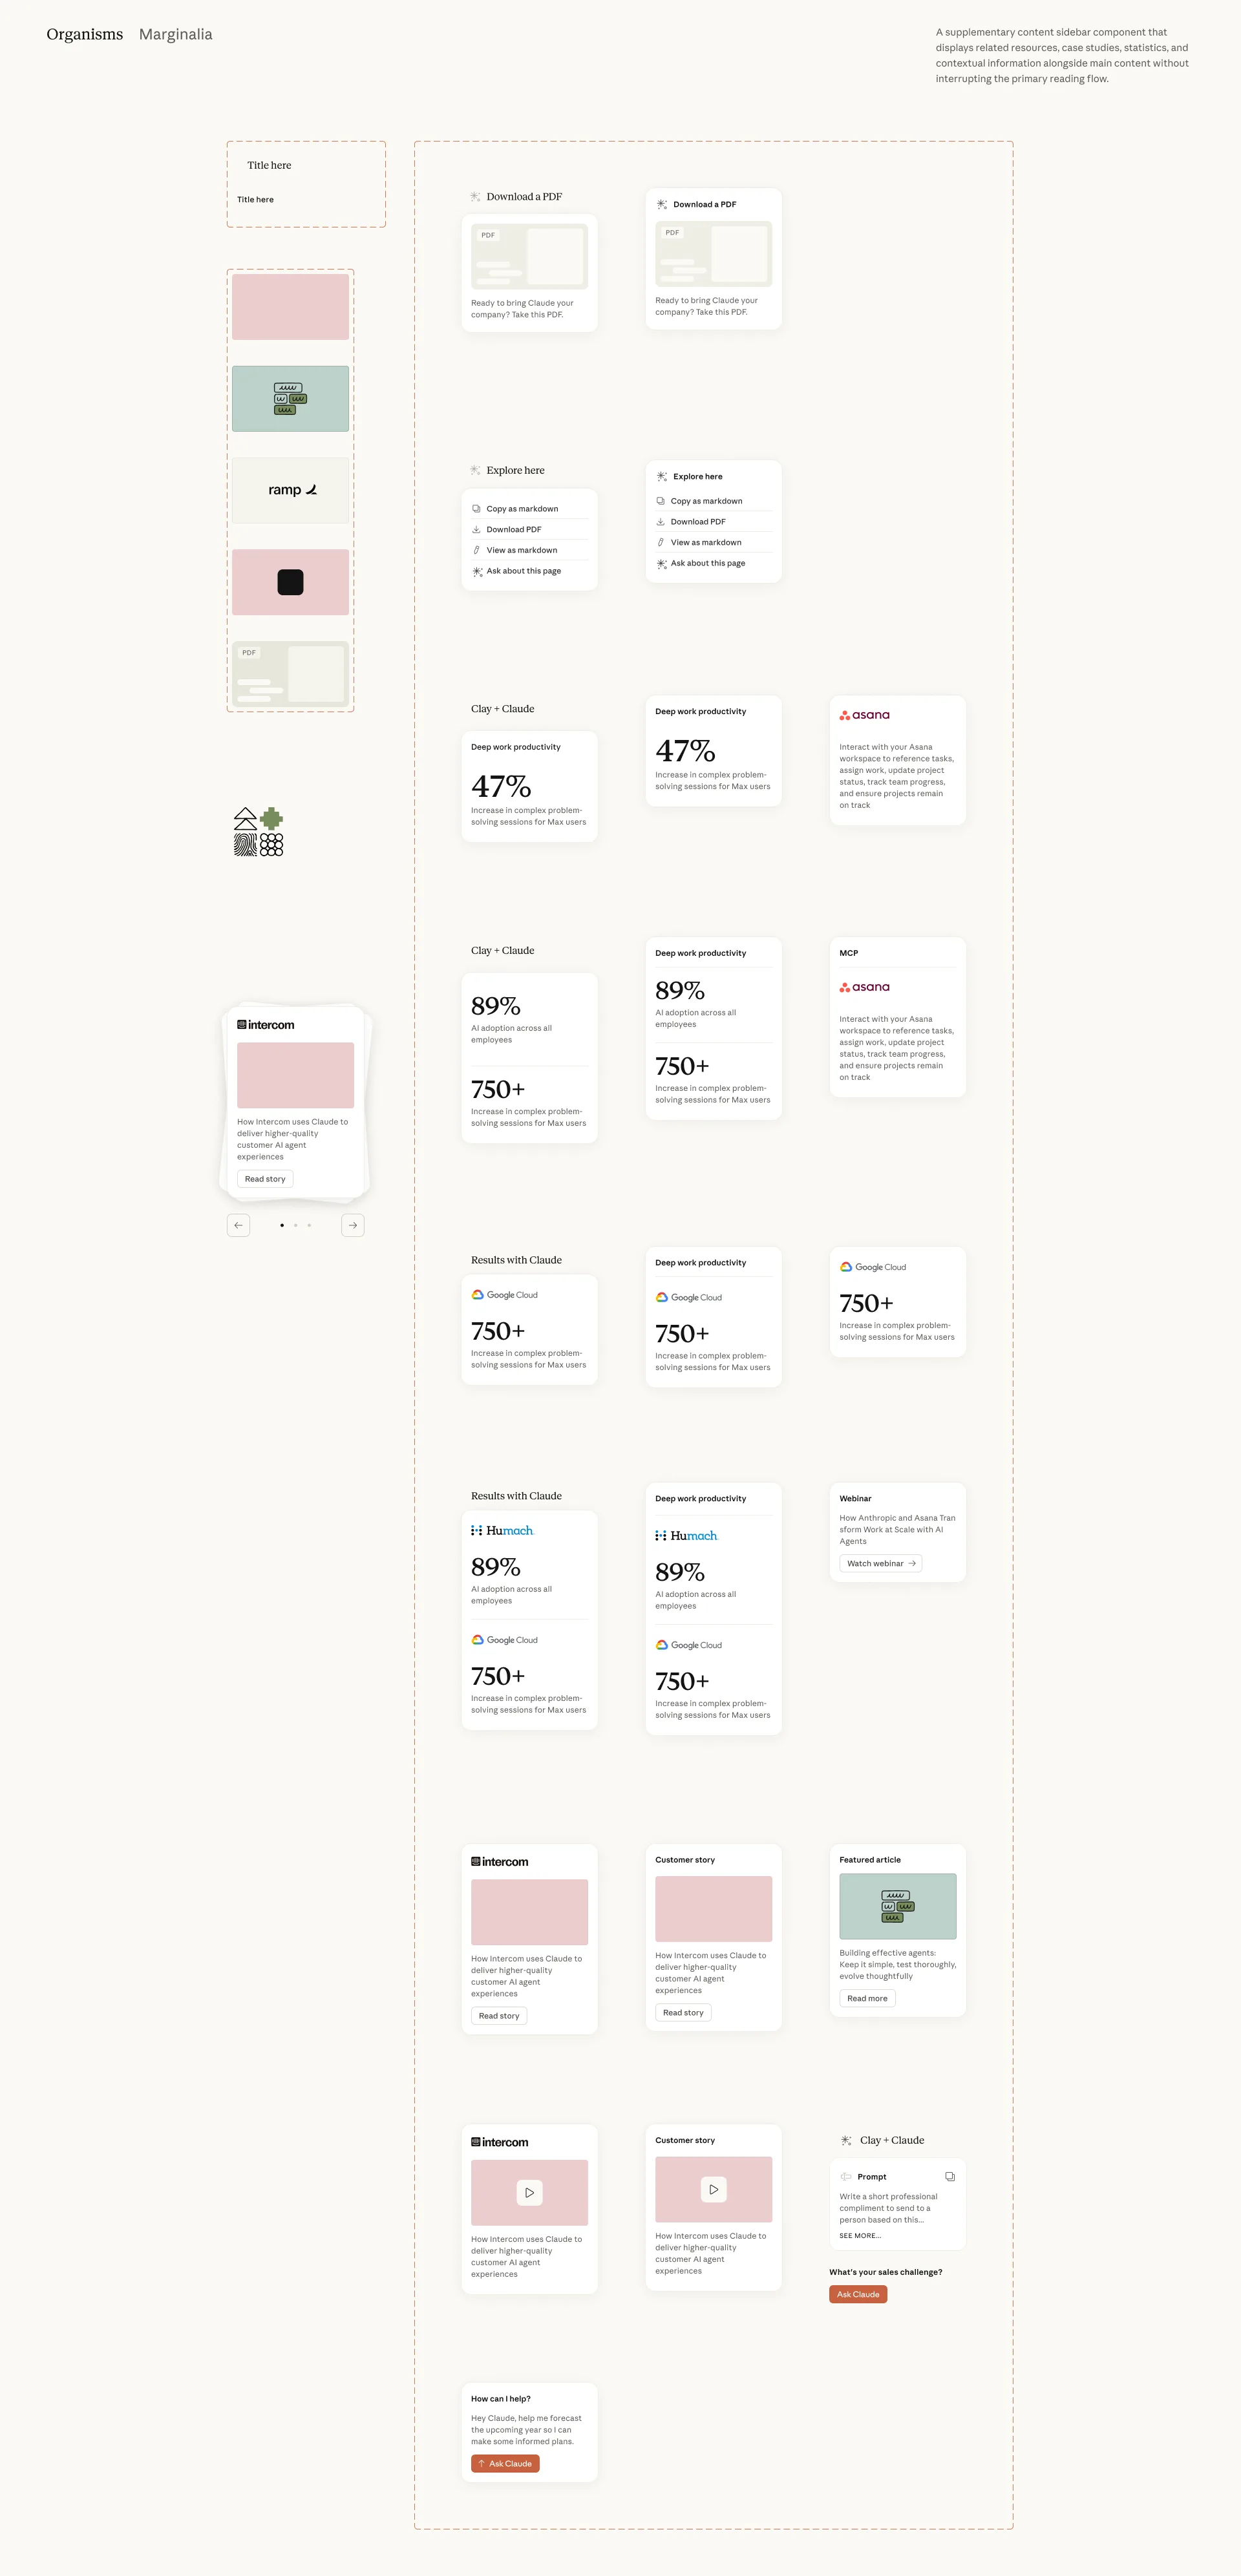 Organisms Marginalia
A supplementary content sidebar component that
displays related resources, case studies, statistics, and
contextual information alongside main content without
interrupting the primary reading flow.
Title here
Title here
ramp
PDF
intercom
How Intercom uses Claude to
deliver higher-quality
customer AI agent
experiences
Read story
Download a PDF
PDF
Ready to bring Claude your
company? Take this PDF.
Download a PDF
PDF
Ready to bring Claude your
company? Take this PDF.
Explore here
Copy as markdown
Download PDF
View as markdown
Ask about this page
Explore here
Copy as markdown
Download PDF
View as markdown
Ask about this page
Clay + Claude
Deep work productivity
47%
Increase in complex problem-
solving sessions for Max users
Deep work productivity
47%
Increase in complex problem-
solving sessions for Max users
asana
Interact with your Asana
workspace to reference tasks,
assign work, update project
status, track team progress,
and ensure projects remain
on track
Clay + Claude
89%
AI adoption across all
employees
750+
Increase in complex problem-
solving sessions for Max users
Deep work productivity
89%
AI adoption across all
employees
750+
Increase in complex problem-
solving sessions for Max users
MCP
asana
Interact with your Asana
workspace to reference tasks,
assign work, update project
status, track team progress,
and ensure projects remain
on track
Results with Claude
Google Cloud
750+
Increase in complex problem-
solving sessions for Max users
Deep work productivity
Google Cloud
750+
Increase in complex problem-
solving sessions for Max users
Google Cloud
750+
Increase in complex problem-
solving sessions for Max users
Results with Claude
Humach
89%
AI adoption across all
employees
Google Cloud
750+
Increase in complex problem-
solving sessions for Max users
Deep work productivity
Humach
89%
AI adoption across all
employees
Google Cloud
750+
Increase in complex problem-
solving sessions for Max users
Webinar
How Anthropic and Asana Tran
sform Work at Scale with AI
Agents
Watch webinar
intercom
How Intercom uses Claude to
deliver higher-quality
customer AI agent
experiences
Read story
Customer story
How Intercom uses Claude to
deliver higher-quality
customer AI agent
experiences
Read story
Featured article
Building effective agents:
Keep it simple, test thoroughly,
evolve thoughtfully
Read more
intercom
How Intercom uses Claude to
deliver higher-quality
customer AI agent
experiences
Customer story
How Intercom uses Claude to
deliver higher-quality
customer AI agent
experiences
Clay + Claude
Prompt
Write a short professional
compliment to send to a
person based on this...
SEE MORE...
What's your sales challenge?
Ask Claude
How can I help?
Hey Claude, help me forecast
the upcoming year so I can
make some informed plans.
Ask Claude